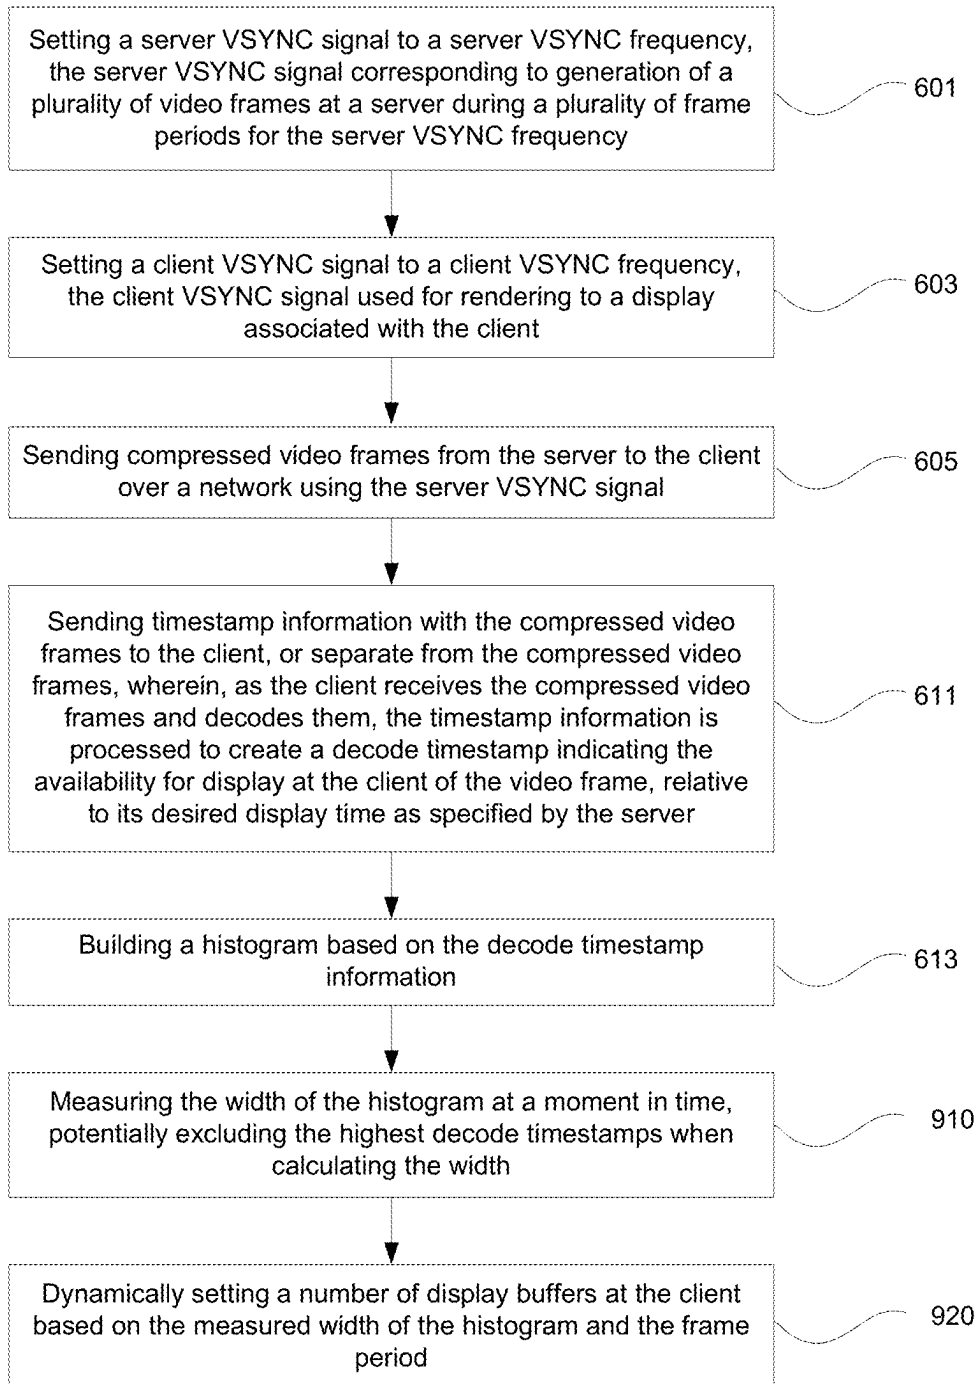 Setting a server VSYNC signal to a server VSYNC frequency,
the server VSYNC signal corresponding to generation of a
plurality of video frames at a server during a plurality of frame
periods for the server VSYNC frequency
601
Setting a client VSYNC signal to a client VSYNC frequency,
the client VSYNC signal used for rendering to a display
associated with the client
603
Sending compressed video frames from the server to the client
over a network using the server VSYNC signal
605
Sending timestamp information with the compressed video
frames to the client, or separate from the compressed video
frames, wherein, as the client receives the compressed video
frames and decodes them, the timestamp information is
processed to create a decode timestamp indicating the
availability for display at the client of the video frame, relative
to its desired display time as specified by the server
611
Building a histogram based on the decode timestamp
information
613
Measuring the width of the histogram at a moment in time,
potentially excluding the highest decode timestamps when
calculating the width
910
Dynamically setting a number of display buffers at the client
based on the measured width of the histogram and the frame
period
920